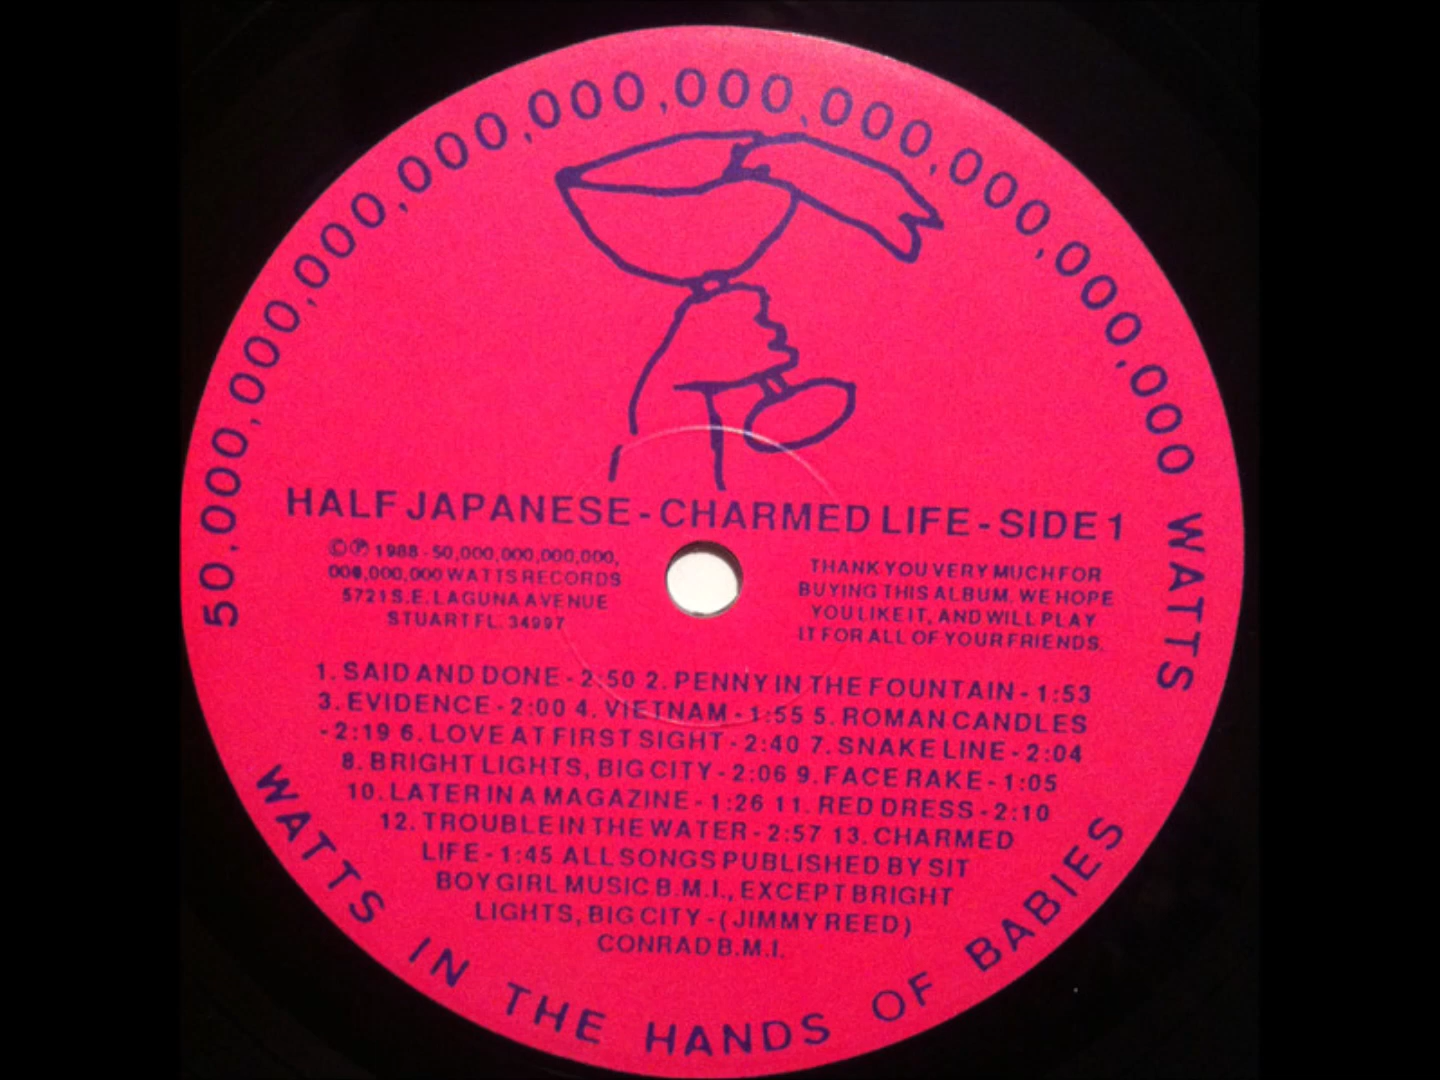 50,000,000,000,000,000,000,000,000,000,000 WATTS
HALF JAPANESE - CHARMED LIFE - SIDE 1
©℗ 1988 - 50,000,000,000,000,
000,000,000 WATTS RECORDS
5721 S.E. LAGUNA AVENUE
STUART FL. 34997
THANK YOU VERY MUCH FOR
BUYING THIS ALBUM. WE HOPE
YOU LIKE IT, AND WILL PLAY
IT FOR ALL OF YOUR FRIENDS.
1. SAID AND DONE - 2:50 2. PENNY IN THE FOUNTAIN - 1:53
3. EVIDENCE - 2:00 4. VIETNAM - 1:55 5. ROMAN CANDLES
- 2:19 6. LOVE AT FIRST SIGHT - 2:40 7. SNAKE LINE - 2:04
8. BRIGHT LIGHTS, BIG CITY - 2:06 9. FACE RAKE - 1:05
10. LATER IN A MAGAZINE - 1:26 11. RED DRESS - 2:10
12. TROUBLE IN THE WATER - 2:57 13. CHARMED
LIFE - 1:45 ALL SONGS PUBLISHED BY SIT
BOY GIRL MUSIC B.M.I., EXCEPT BRIGHT
LIGHTS, BIG CITY - (JIMMY REED)
CONRAD B.M.I.
WATTS IN THE HANDS OF BABIES